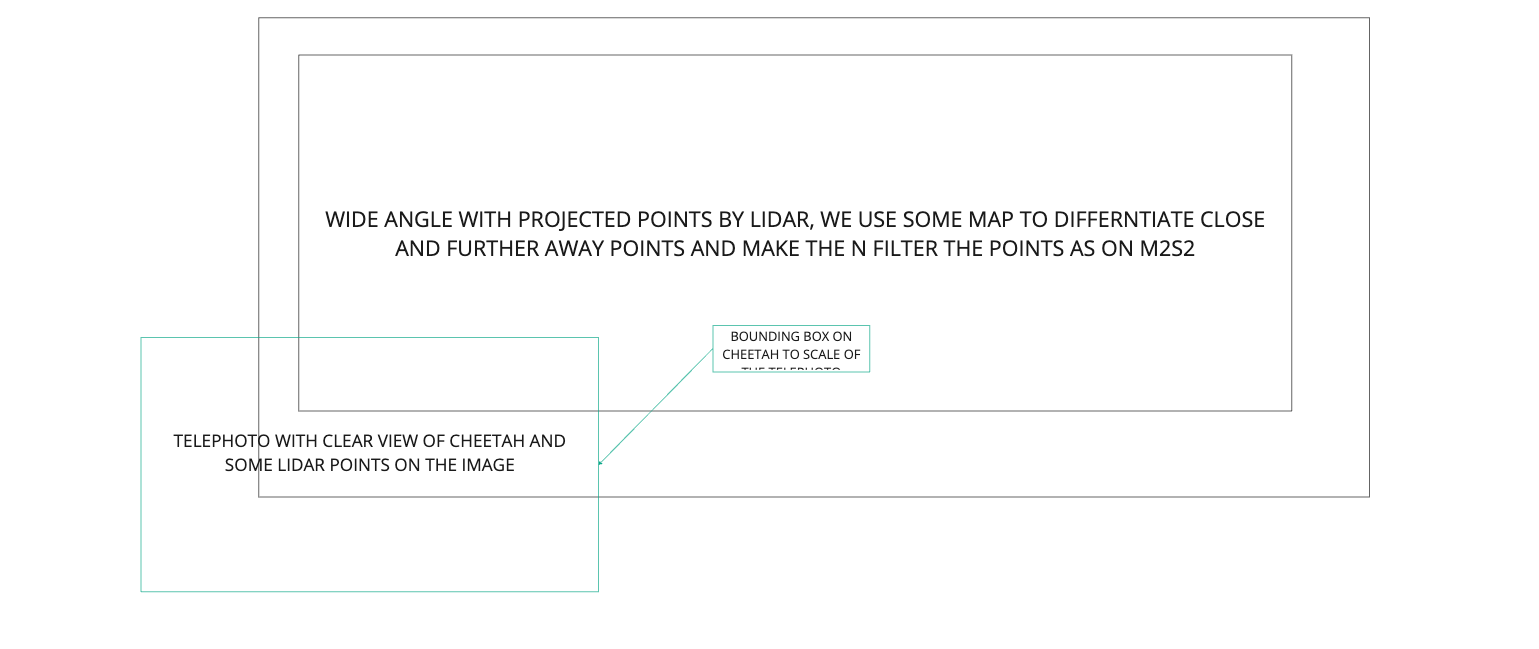 WIDE ANGLE WITH PROJECTED POINTS BY LIDAR, WE USE SOME MAP TO DIFFERNTIATE CLOSE
AND FURTHER AWAY POINTS AND MAKE THE N FILTER THE POINTS AS ON M2S2
BOUNDING BOX ON
CHEETAH TO SCALE OF
THE TELEPHOTO
TELEPHOTO WITH CLEAR VIEW OF CHEETAH AND
SOME LIDAR POINTS ON THE IMAGE